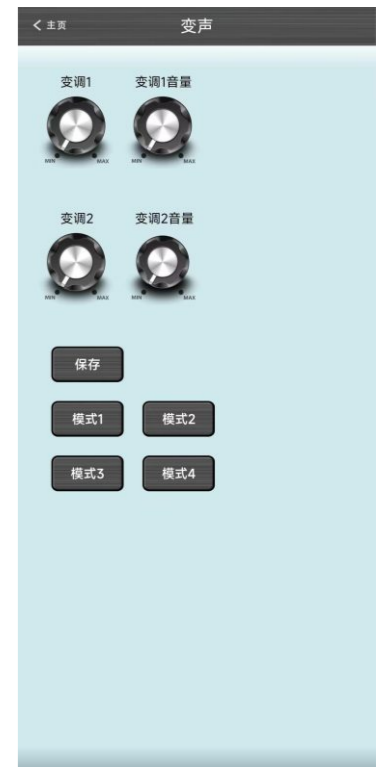 主页
变声
变调1 变调1音量
MIN MAX MIN MAX
变调2 变调2音量
MIN MAX MIN MAX
保存
模式1 模式2
模式3 模式4